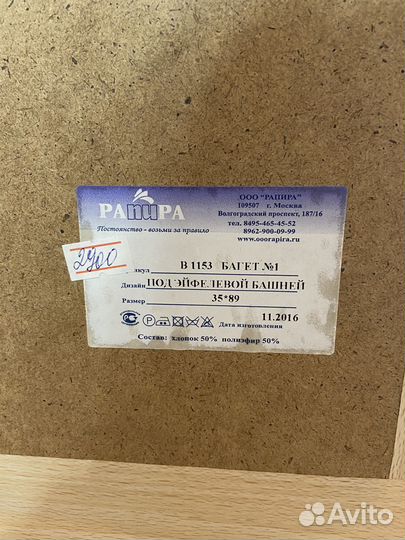 РАПИРА
Постоянство - возьми за правило
ООО "РАПИРА"
109507 г. Москва
Волгоградский проспект, 187/16
тел. 8495-465-45-52
8962-900-09-99
www.ooorapira.ru
2900
икул В 1153 БАГЕТ №1
Дизайн ПОД ЭЙФЕЛЕВОЙ БАШНЕЙ
Размер 35*89
11.2016
Дата изготовления
Состав: хлопок 50% полиэфир 50%
Avito